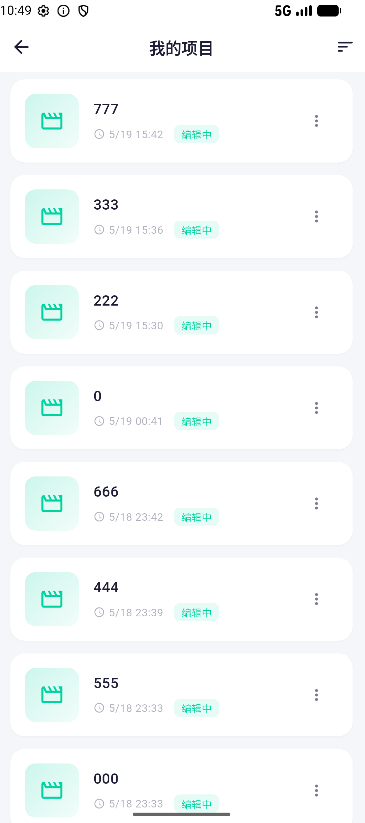 10:49 5G
我的项目
777
5/19 15:42 编辑中
333
5/19 15:36 编辑中
222
5/19 15:30 编辑中
0
5/19 00:41 编辑中
666
5/18 23:42 编辑中
444
5/18 23:39 编辑中
555
5/18 23:33 编辑中
000
5/18 23:33 编辑中